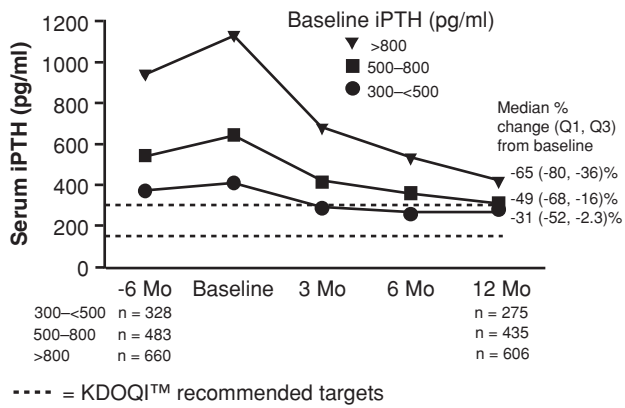 Baseline iPTH (pg/ml)
>800
500–800
300–<500
Serum iPTH (pg/ml)
1200
1000
800
600
400
200
0
Median %
change (Q1, Q3)
from baseline
-65 (-80, -36)%
-49 (-68, -16)%
-31 (-52, -2.3)%
-6 Mo Baseline 3 Mo 6 Mo 12 Mo
300–<500 n = 328 n = 275
500–800 n = 483 n = 435
>800 n = 660 n = 606
= KDOQI™ recommended targets